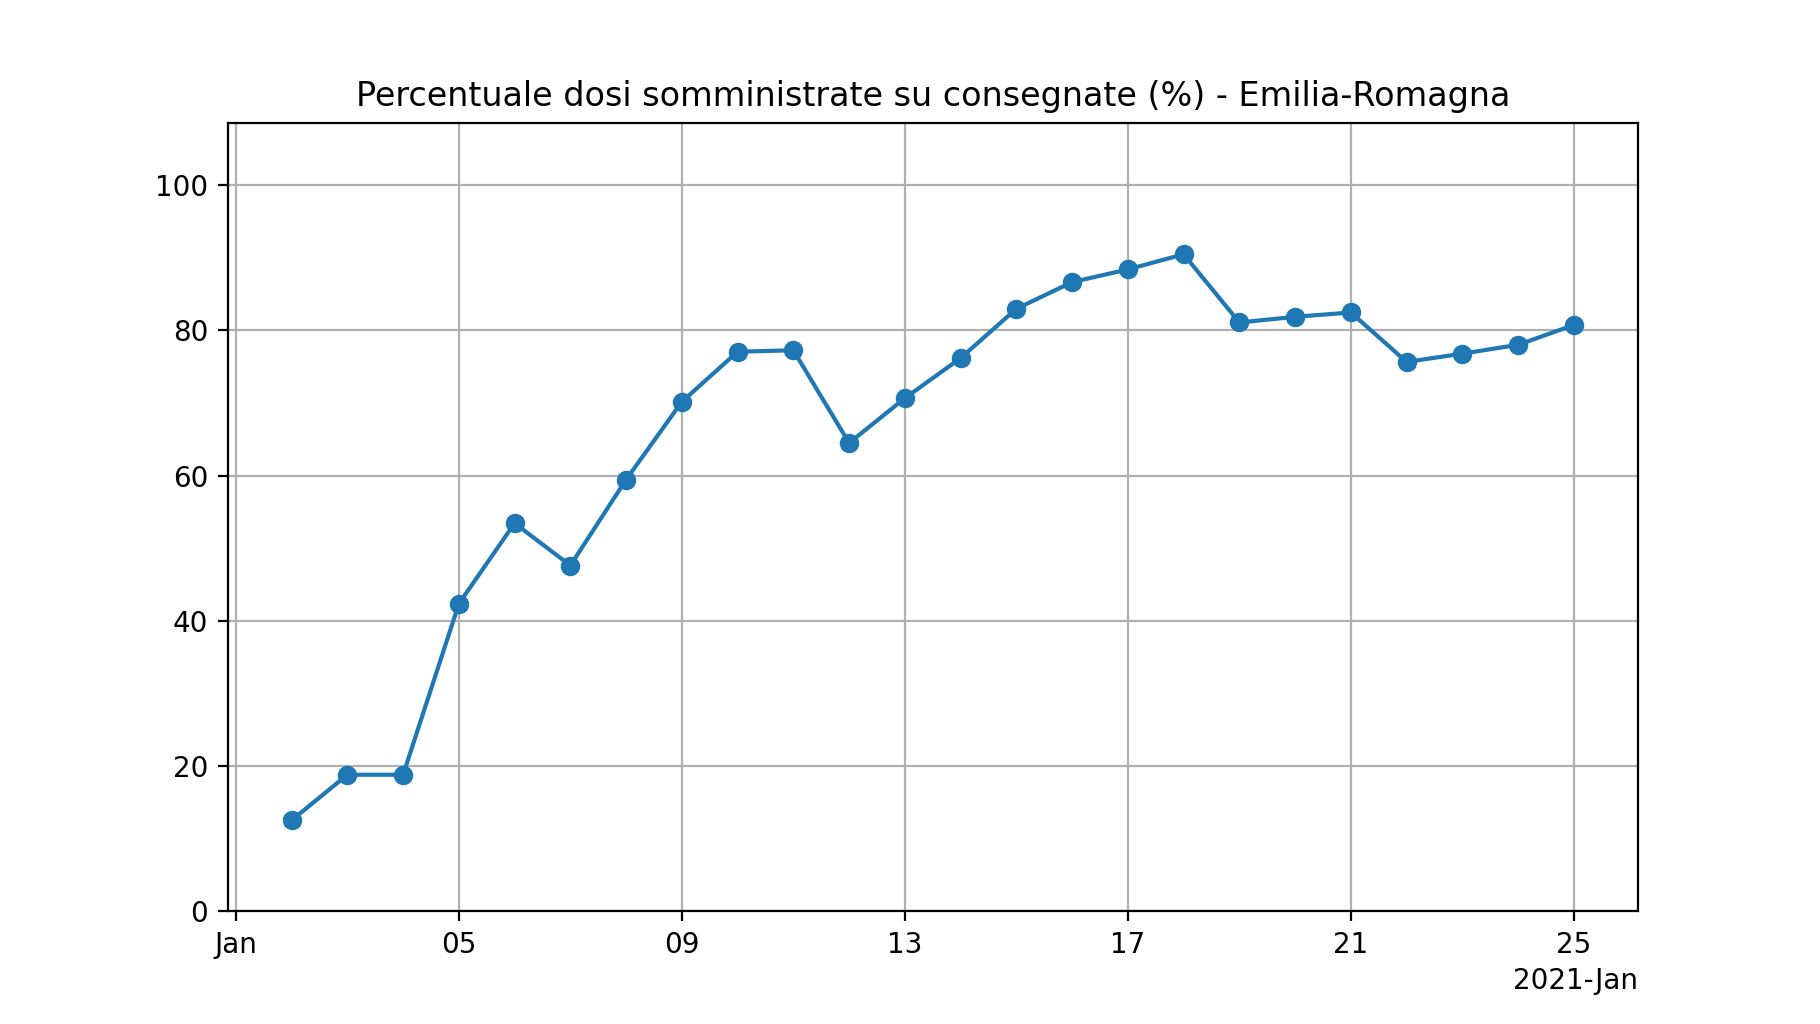 Percentuale dosi somministrate su consegnate (%) - Emilia-Romagna
100
80
60
40
20
0
Jan 05 09 13 17 21 25
2021-Jan